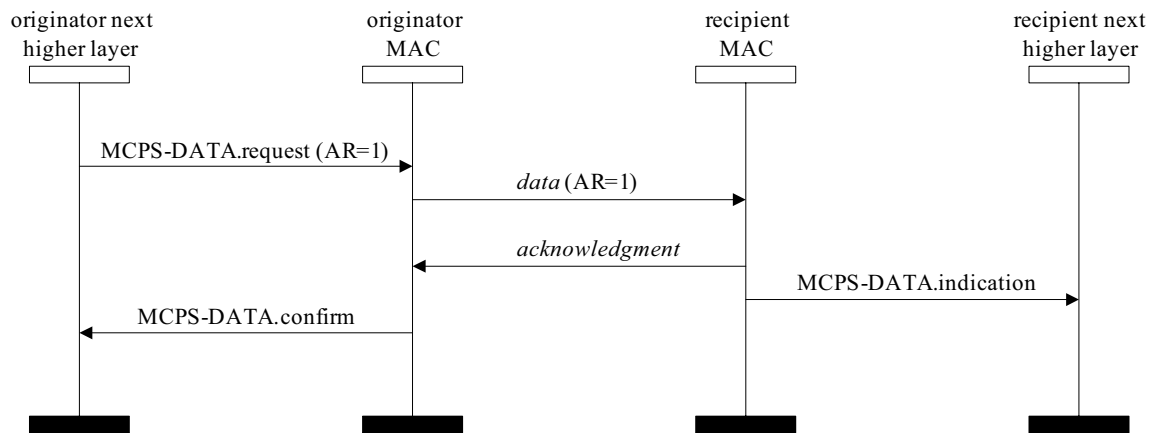 originator next
higher layer
originator
MAC
recipient
MAC
recipient next
higher layer
MCPS-DATA.request (AR=1)
data (AR=1)
acknowledgment
MCPS-DATA.indication
MCPS-DATA.confirm